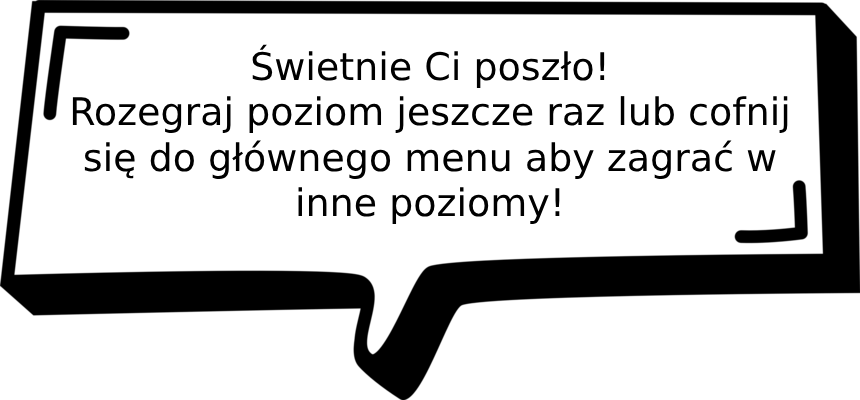 Świetnie Ci poszło!
Rozegraj poziom jeszcze raz lub cofnij
się do głównego menu aby zagrać w
inne poziomy!